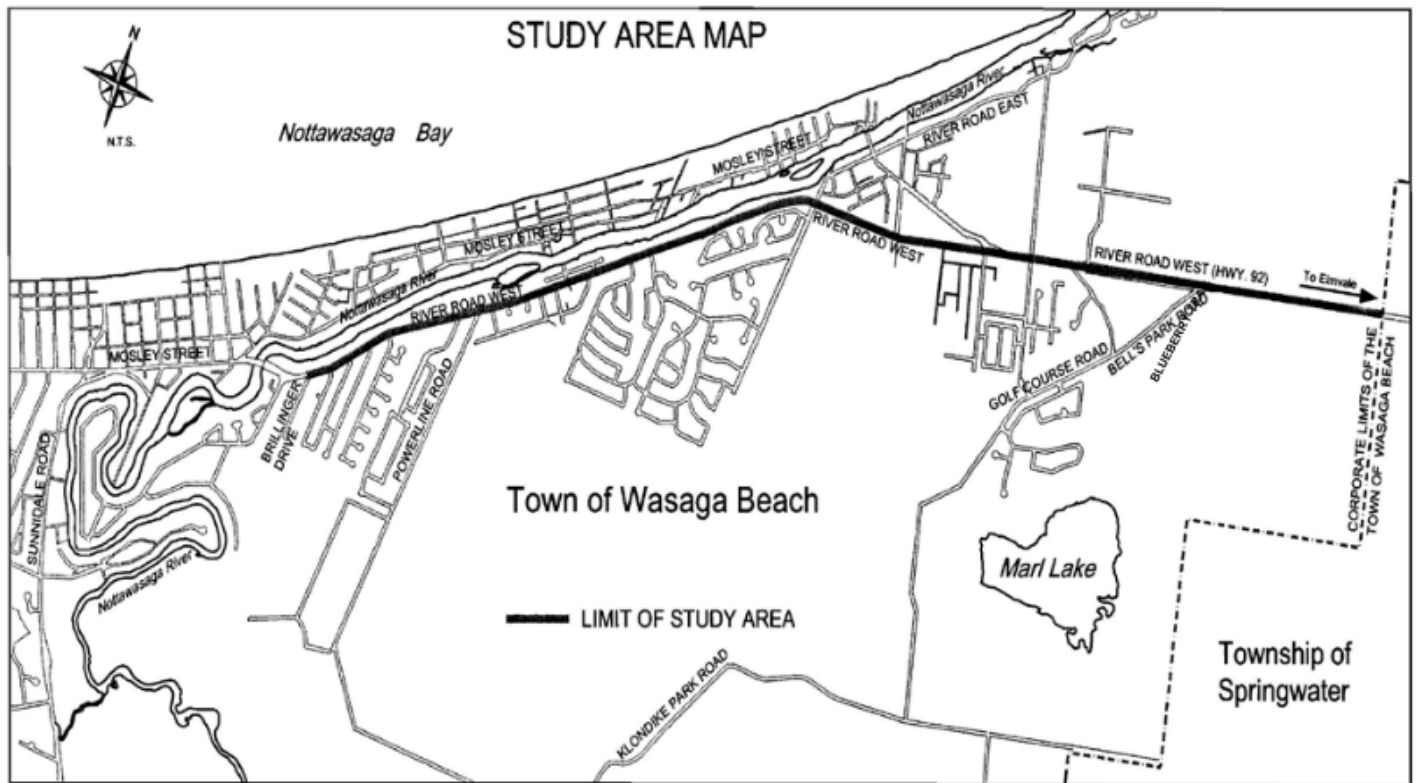 STUDY AREA MAP
N
N.T.S.
Nottawasaga Bay
Nottawasaga River
RIVER ROAD EAST
MOSLEY STREET
MOSLEY STREET
RIVER ROAD WEST
RIVER ROAD WEST (HWY. 92)
To Elmvale
Nottawasaga River
RIVER ROAD WEST
MOSLEY STREET
BELL'S PARK ROAD
BLUEBERRY
GOLF COURSE ROAD
BRILLINGER
DRIVE
POWERLINE ROAD
SUNNIDALE ROAD
CORPORATE LIMITS OF THE
TOWN OF WASAGA BEACH
Town of Wasaga Beach
Marl Lake
Nottawasaga River
LIMIT OF STUDY AREA
Township of
Springwater
KLONDIKE PARK ROAD